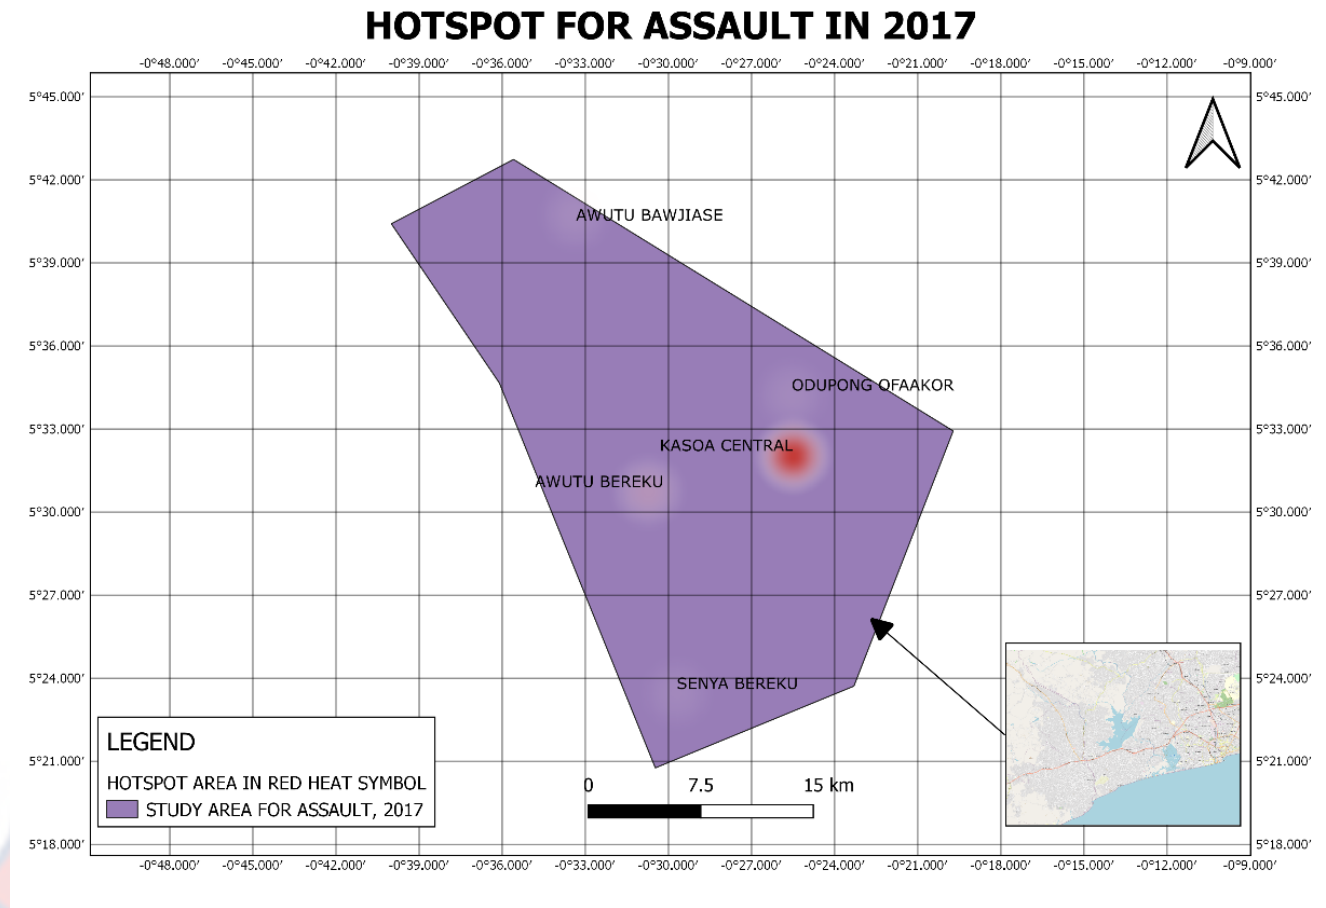 HOTSPOT FOR ASSAULT IN 2017
-0°48.000' -0°45.000' -0°42.000' -0°39.000' -0°36.000' -0°33.000' -0°30.000' -0°27.000' -0°24.000' -0°21.000' -0°18.000' -0°15.000' -0°12.000' -0°9.000'
5°45.000' 5°45.000'
5°42.000' 5°42.000'
AWUTU BAWJIASE
5°39.000' 5°39.000'
5°36.000' 5°36.000'
ODUPONG OFAAKOR
5°33.000' 5°33.000'
KASOA CENTRAL
AWUTU BEREKU
5°30.000' 5°30.000'
5°27.000' 5°27.000'
5°24.000' 5°24.000'
SENYA BEREKU
LEGEND
5°21.000' 5°21.000'
HOTSPOT AREA IN RED HEAT SYMBOL
STUDY AREA FOR ASSAULT, 2017
0 7.5 15 km
5°18.000' 5°18.000'
-0°48.000' -0°45.000' -0°42.000' -0°39.000' -0°36.000' -0°33.000' -0°30.000' -0°27.000' -0°24.000' -0°21.000' -0°18.000' -0°15.000' -0°12.000' -0°9.000'